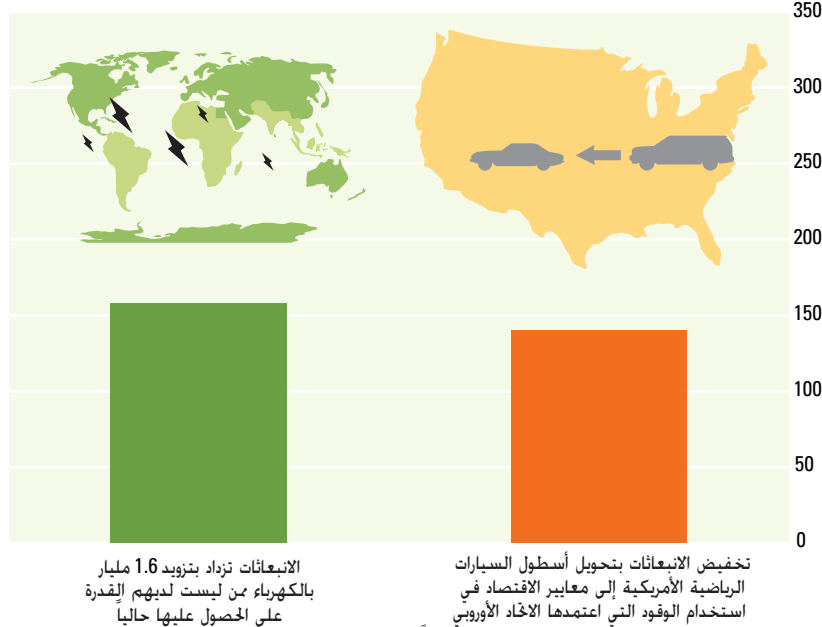 350
300
250
200
150
100
50
0
تخفيض الانبعاثات بتحويل أسطول السيارات
الرياضية الأمريكية إلى معايير الاقتصاد في
استخدام الوقود التي اعتمدها الاتحاد الأوروبي
الانبعاثات تزداد بتزويد 1.6 مليار
بالكهرباء ممن ليست لديهم القدرة
على الحصول عليها حالياً